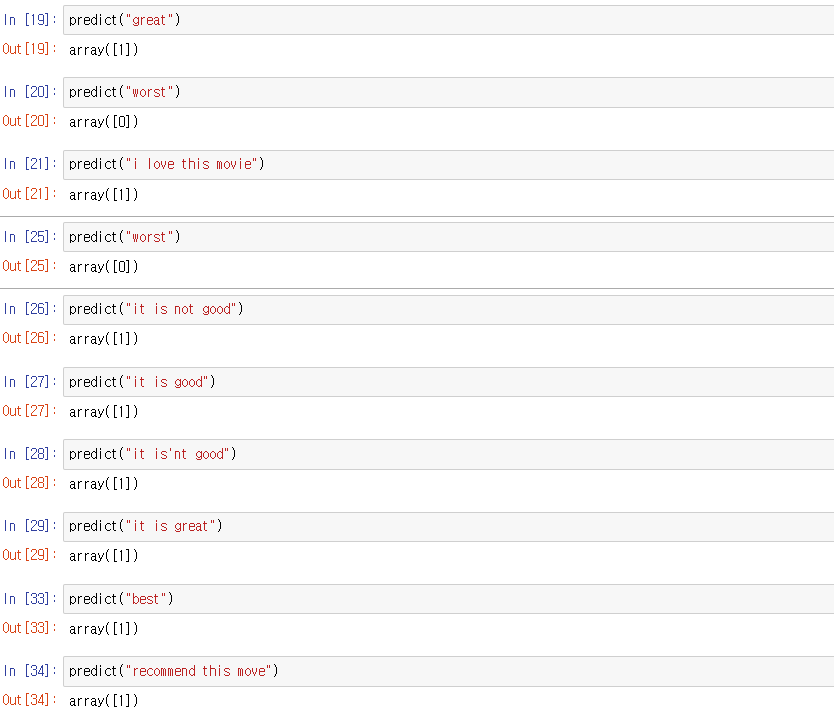 In [19]: predict("great")
Out[19]: array([1])
In [20]: predict("worst")
Out[20]: array([0])
In [21]: predict("i love this movie")
Out[21]: array([1])
In [25]: predict("worst")
Out[25]: array([0])
In [26]: predict("it is not good")
Out[26]: array([1])
In [27]: predict("it is good")
Out[27]: array([1])
In [28]: predict("it is'nt good")
Out[28]: array([1])
In [29]: predict("it is great")
Out[29]: array([1])
In [33]: predict("best")
Out[33]: array([1])
In [34]: predict("recommend this move")
Out[34]: array([1])